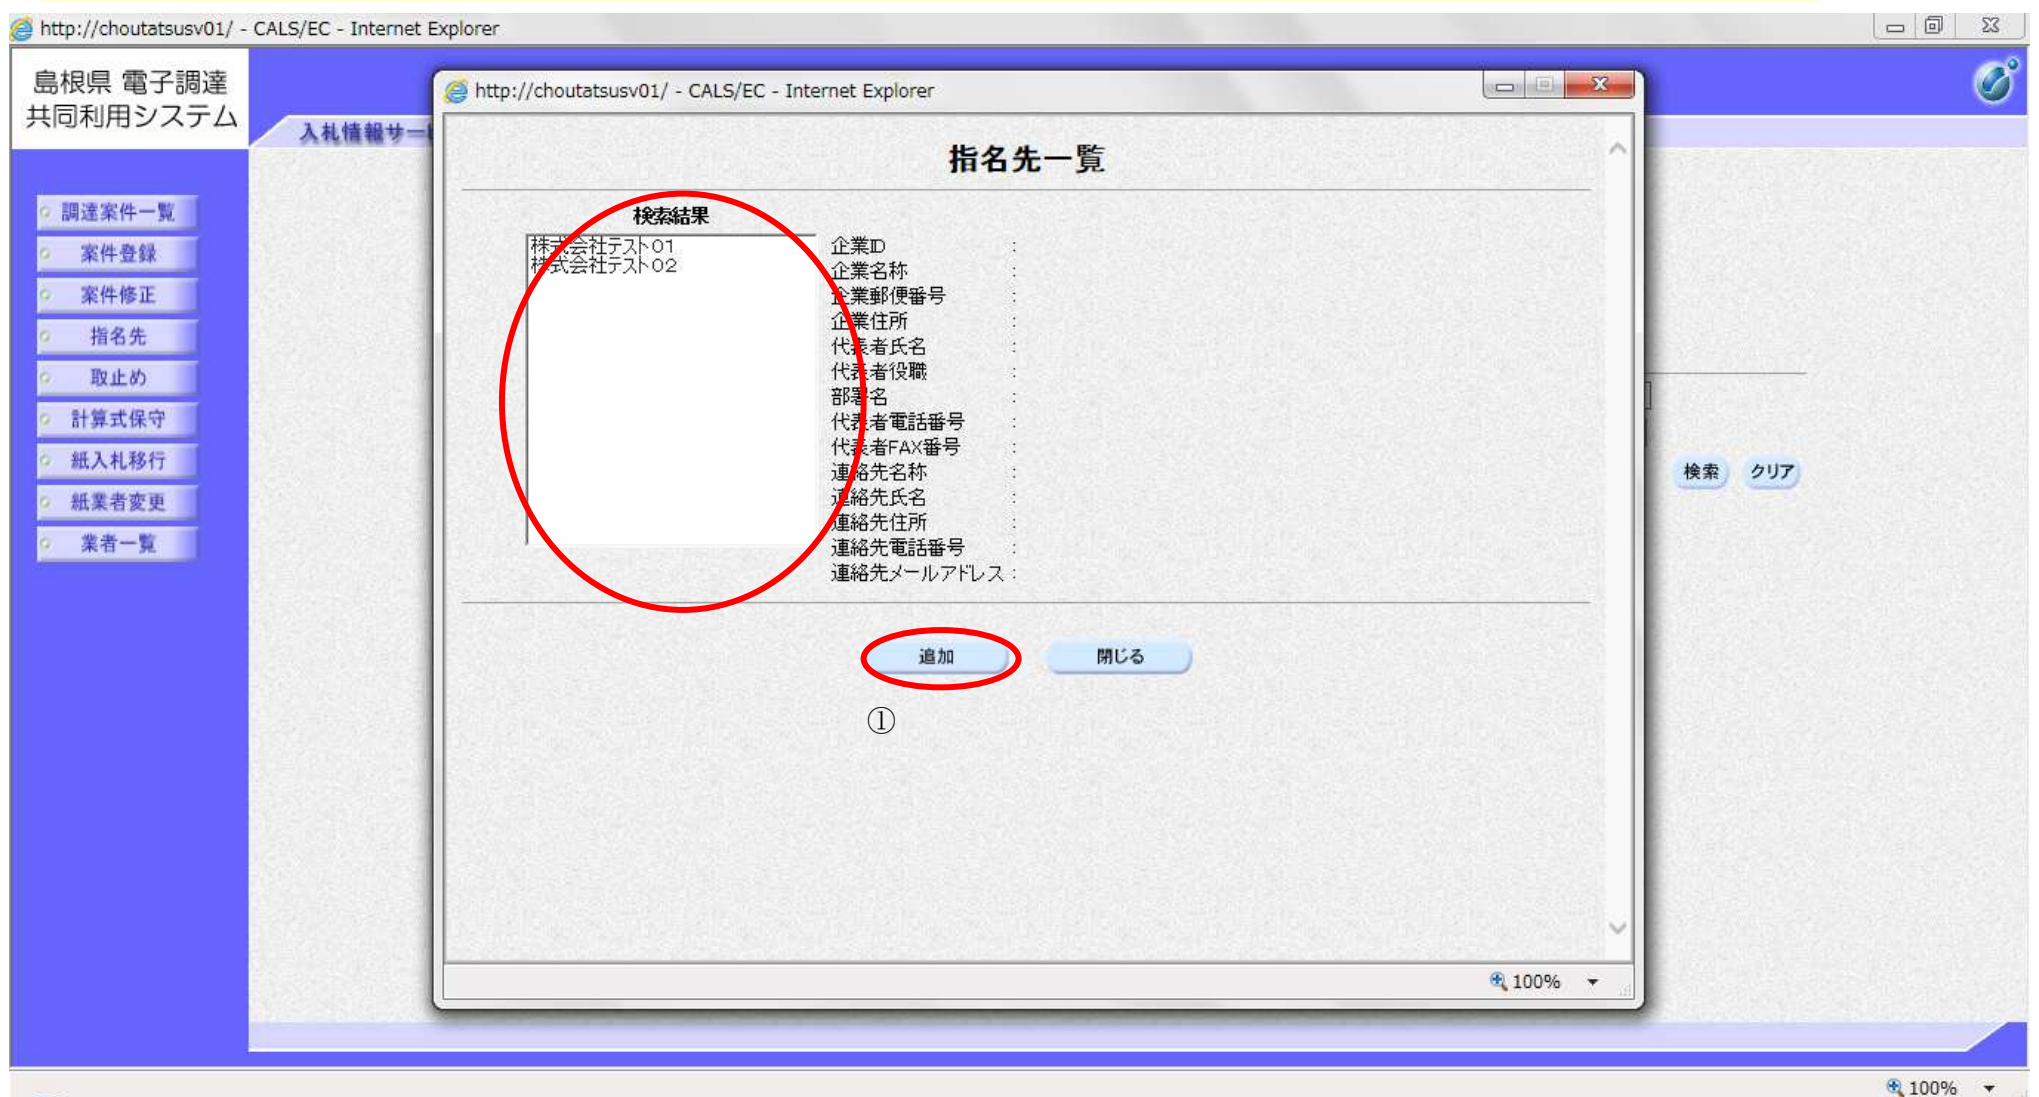 http://choutatsusv01/ - CALS/EC - Internet Explorer
島根県 電子調達
共同利用システム
入札情報サー
調達案件一覧
案件登録
案件修正
指名先
取止め
計算式保守
紙入札移行
紙業者変更
業者一覧
http://choutatsusv01/ - CALS/EC - Internet Explorer
指名先一覧
検索結果
株式会社テスト01
株式会社テスト02
企業ID :
企業名称 :
企業郵便番号 :
企業住所 :
代表者氏名 :
代表者役職 :
部署名 :
代表者電話番号 :
代表者FAX番号 :
連絡先名称 :
連絡先氏名 :
連絡先住所 :
連絡先電話番号 :
連絡先メールアドレス :
追加 閉じる
①
検索 クリア
100%
100%